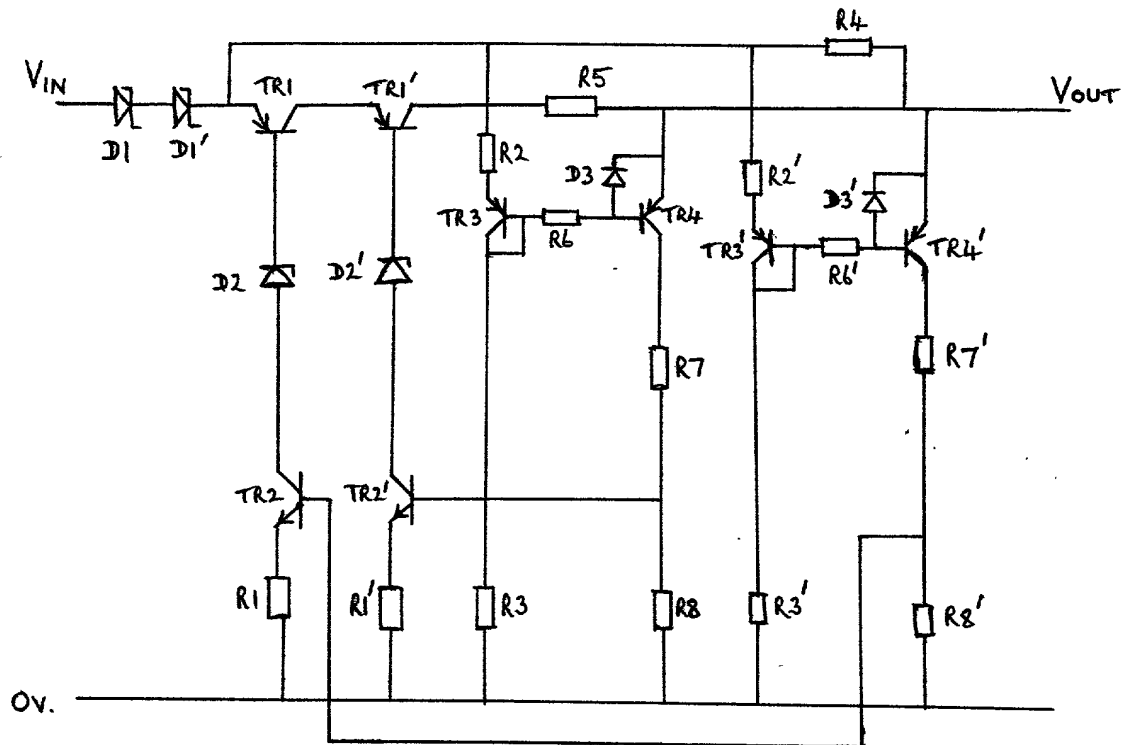 R4
VIN
TR1
TR1'
R5
VOUT
D1
D1'
R2
D3
R2'
D3'
TR3
R6
TR4
TR3'
R6'
TR4'
D2
D2'
R7
R7'
TR2
TR2'
R1
R1'
R3
R8
R3'
R8'
0V.